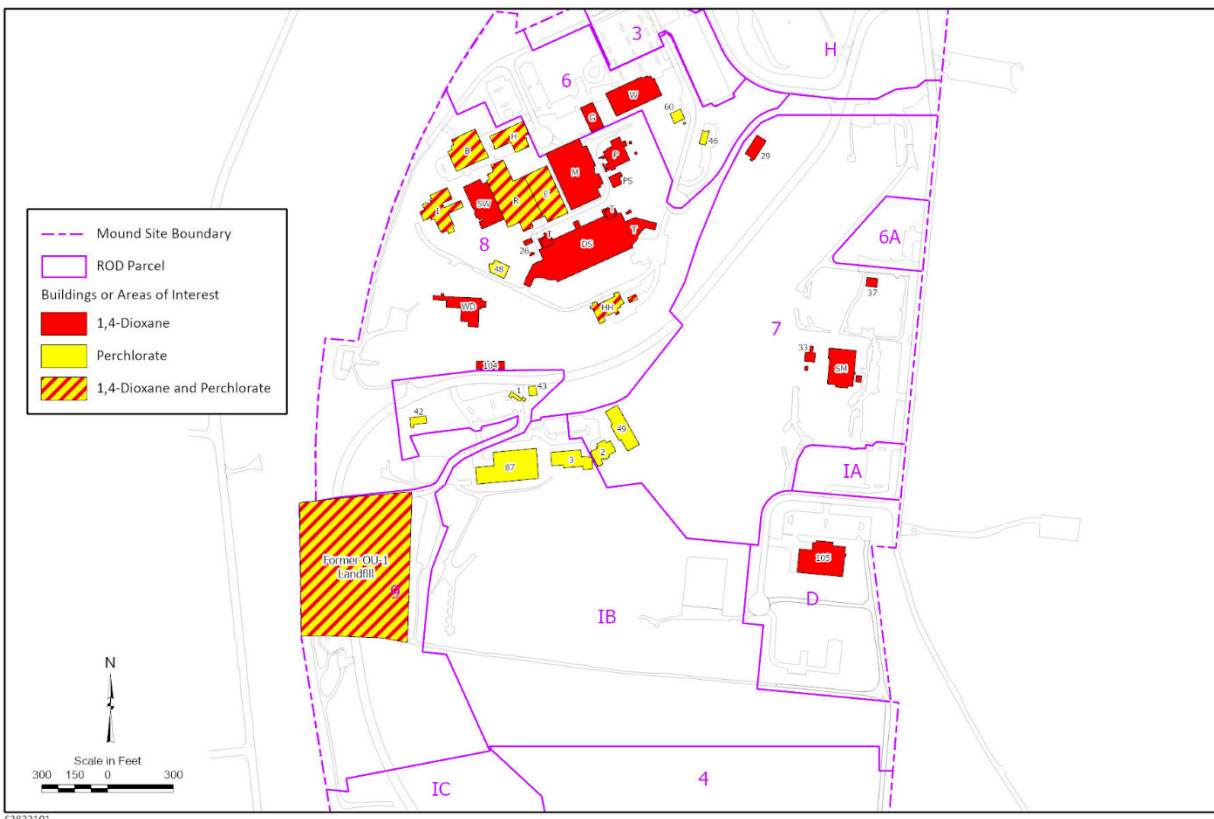 3
H
6
W
60
G
46
29
H
B
M
P
PS
E
R
SW
I
T
T
DS
26
8
48
6A
HH
WD
37
7
33
SM
104
1
43
42
49
2
3
87
IA
105
D
Former OU-1
Landfill
9
IB
4
IC
Mound Site Boundary
ROD Parcel
Buildings or Areas of Interest
1,4-Dioxane
Perchlorate
1,4-Dioxane and Perchlorate
N
Scale in Feet
300 150 0 300
S3833101